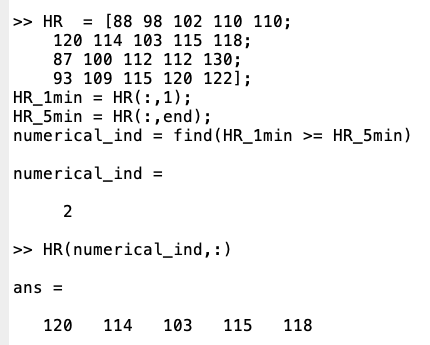 >> HR  = [88 98 102 110 110;
    120 114 103 115 118;
    87 100 112 112 130;
    93 109 115 120 122];
HR_1min = HR(:,1);
HR_5min = HR(:,end);
numerical_ind = find(HR_1min >= HR_5min)
numerical_ind =
     2
>> HR(numerical_ind,:)
ans =
   120   114   103   115   118